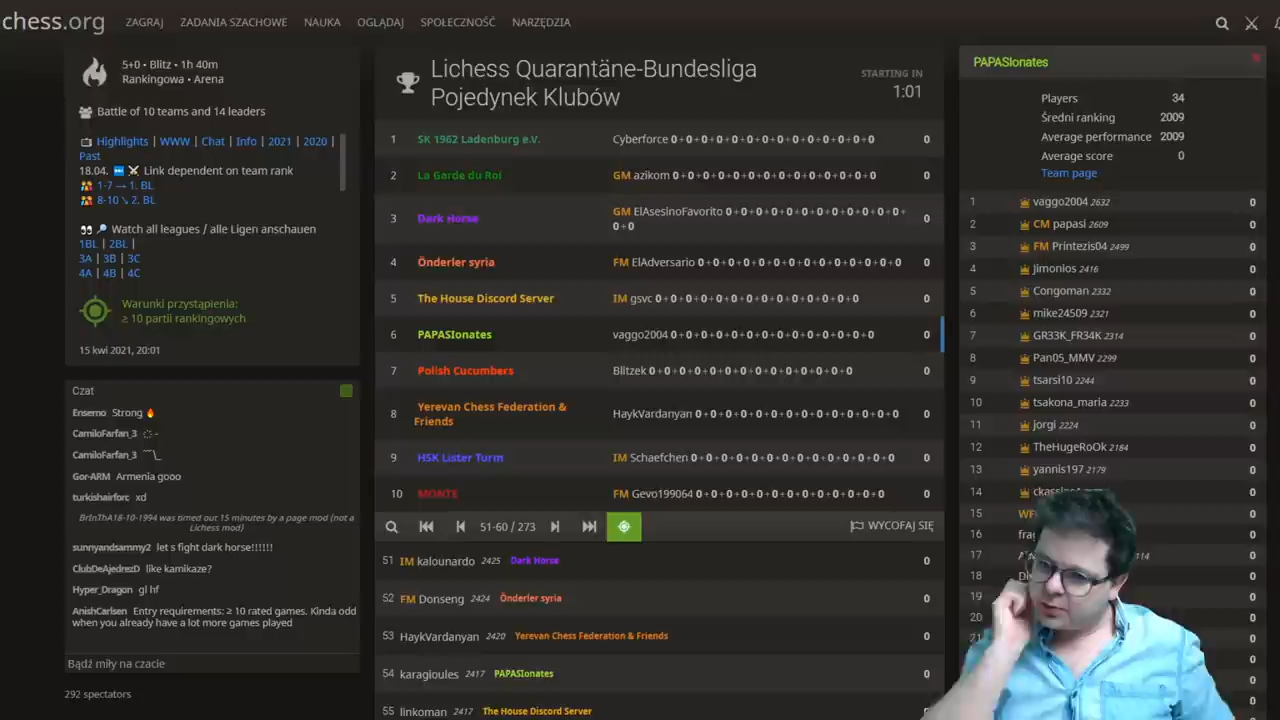 chess.org
ZAGRAJ ZADANIA SZACHOWE NAUKA OGLĄDAJ SPOŁECZNOŚĆ NARZĘDZIA
5+0 • Blitz • 1h 40m
Rankingowa • Arena
Battle of 10 teams and 14 leaders
Highlights | WWW | Chat | Info | 2021 | 2020 |
Past
18.04. Link dependent on team rank
1-7 → 1. BL
8-10 ↘ 2. BL
Watch all leagues / alle Ligen anschauen
1BL | 2BL |
3A | 3B | 3C
4A | 4B | 4C
Warunki przystąpienia:
≥ 10 partii rankingowych
15 kwi 2021, 20:01
Czat
Ensemo Strong
CamiloFarfan_3
CamiloFarfan_3
Gor-ARM Armenia gooo
turkishairforc xd
BrInThA18-10-1994 was timed out 15 minutes by a page mod (not a
Lichess mod)
sunnyandsammy2 let s fight dark horse!!!!!!
ClubDeAjedrezD like kamikaze?
Hyper_Dragon gl hf
AnishCarlsen Entry requirements: ≥ 10 rated games. Kinda odd
when you already have a lot more games played
Bądź miły na czacie
292 spectators
Lichess Quarantäne-Bundesliga
Pojedynek Klubów
STARTING IN
1:01
1 SK 1962 Ladenburg e.V. Cyberforce 0+0+0+0+0+0+0+0+0+0+0+0 0
2 La Garde du Roi GM azikom 0+0+0+0+0+0+0+0+0+0+0+0 0
3 Dark Horse GM ElAsesinoFavorito 0+0+0+0+0+0+0+0+0+0+
0+0 0
4 Önderler syria FM ElAdversario 0+0+0+0+0+0+0+0+0+0+0+0 0
5 The House Discord Server IM gsvc 0+0+0+0+0+0+0+0+0+0+0+0 0
6 PAPASIonates vaggo2004 0+0+0+0+0+0+0+0+0+0+0+0 0
7 Polish Cucumbers Blitzek 0+0+0+0+0+0+0+0+0+0+0+0 0
8 Yerevan Chess Federation &
Friends HaykVardanyan 0+0+0+0+0+0+0+0+0+0+0+0 0
9 HSK Lister Turm IM Schaefchen 0+0+0+0+0+0+0+0+0+0+0+0 0
10 MONTE FM Gevo199064 0+0+0+0+0+0+0+0+0+0+0+0 0
51-60 / 273 WYCOFAJ SIĘ
51 IM kalounardo 2425 Dark Horse 0
52 FM Donseng 2424 Önderler syria 0
53 HaykVardanyan 2420 Yerevan Chess Federation & Friends 0
54 karagioules 2417 PAPASIonates 0
55 linkoman 2417 The House Discord Server 0
PAPASIonates
Players 34
Średni ranking 2009
Average performance 2009
Average score 0
Team page
1 vaggo2004 2632 0
2 CM papasi 2609 0
3 FM Printezis04 2499 0
4 Jimonlos 2416 0
5 Congoman 2332 0
6 mike24509 2321 0
7 GR33K_FR34K 2314 0
8 Pan05_MMV 2299 0
9 tsarsi10 2244 0
10 tsakona_maria 2233 0
11 jorgi 2224 0
12 TheHugeRoOk 2184 0
13 yannis197 2179 0
14 0
15 0
16 0
17 0
18 0
19 0
20 0
21 0
0
0
0